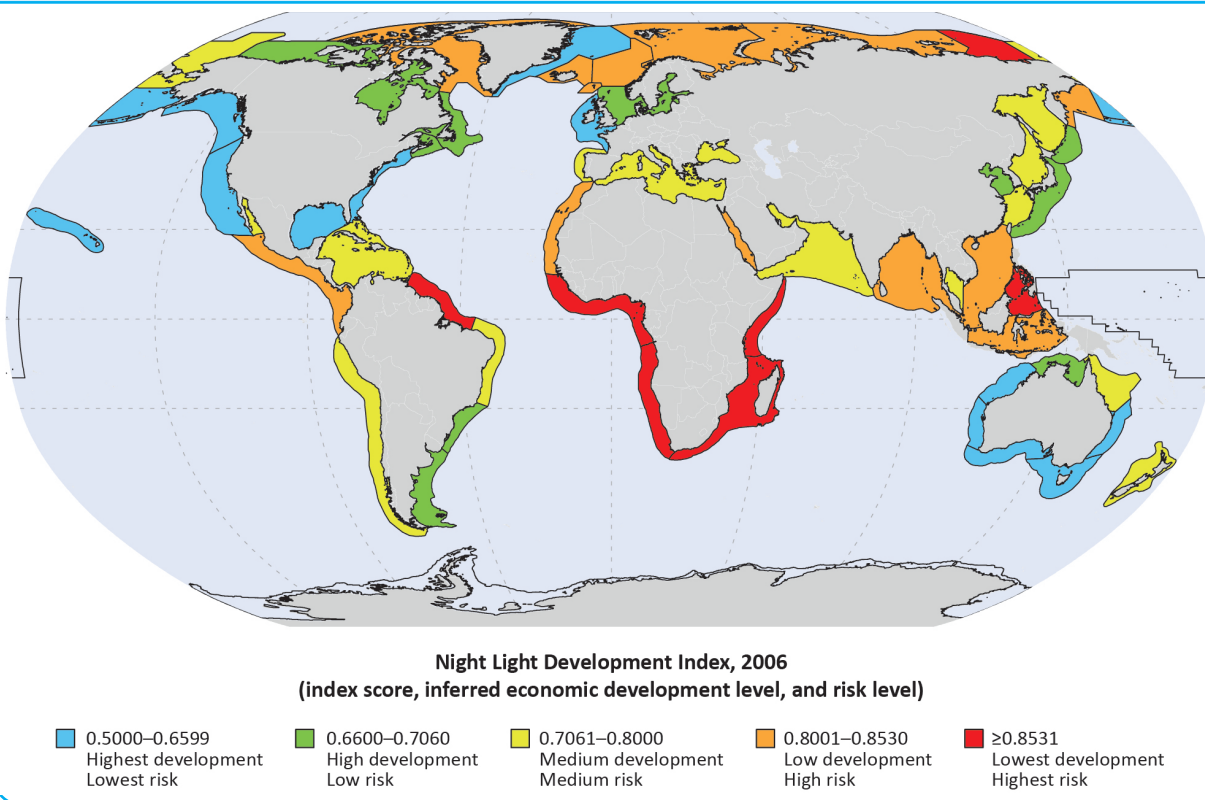 Night Light Development Index, 2006
(index score, inferred economic development level, and risk level)
0.5000–0.6599
Highest development
Lowest risk
0.6600–0.7060
High development
Low risk
0.7061–0.8000
Medium development
Medium risk
0.8001–0.8530
Low development
High risk
≥0.8531
Lowest development
Highest risk